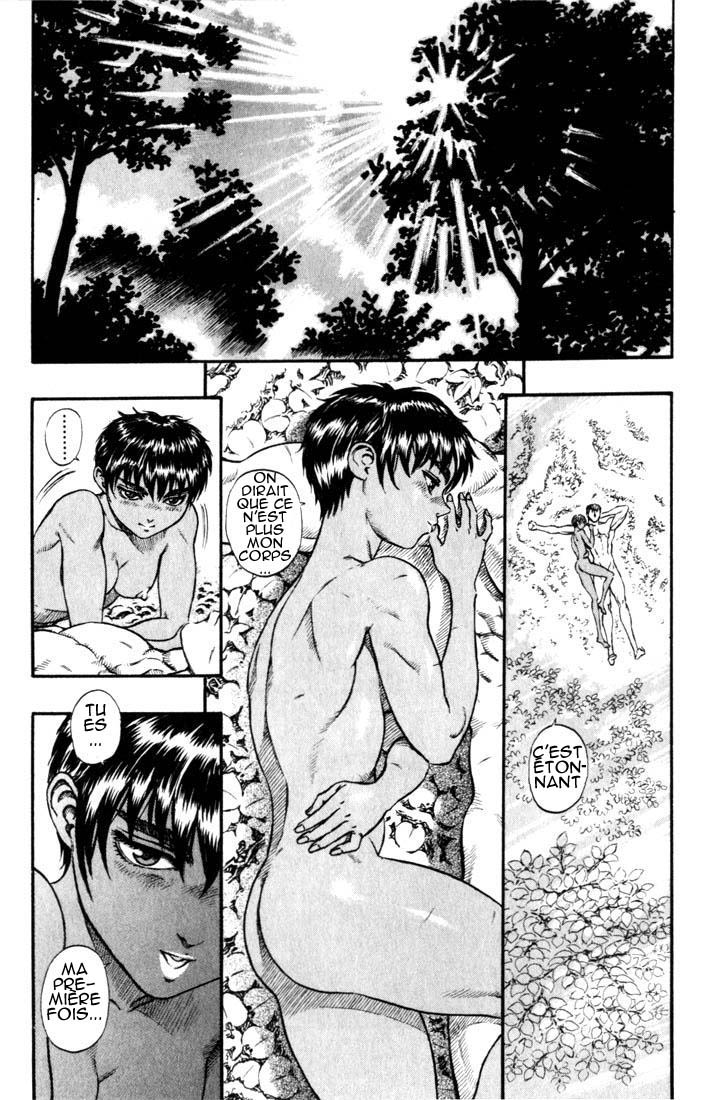 C'EST
ÉTON-
NANT
ON
DIRAIT
QUE CE
N'EST
PLUS
MON
CORPS
...
........
TU
ES
...
MA
PRE-
MIÈRE
FOIS...